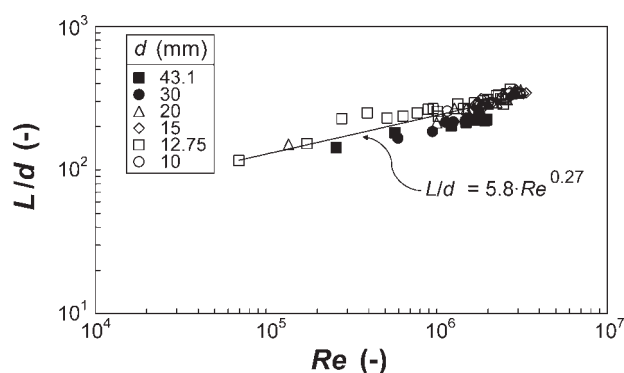 10³
d (mm)
43.1
30
20
15
12.75
10
L/d (-)
10²
L/d = 5.8·Re^0.27
10¹
10⁴ 10⁵ 10⁶ 10⁷
Re (-)